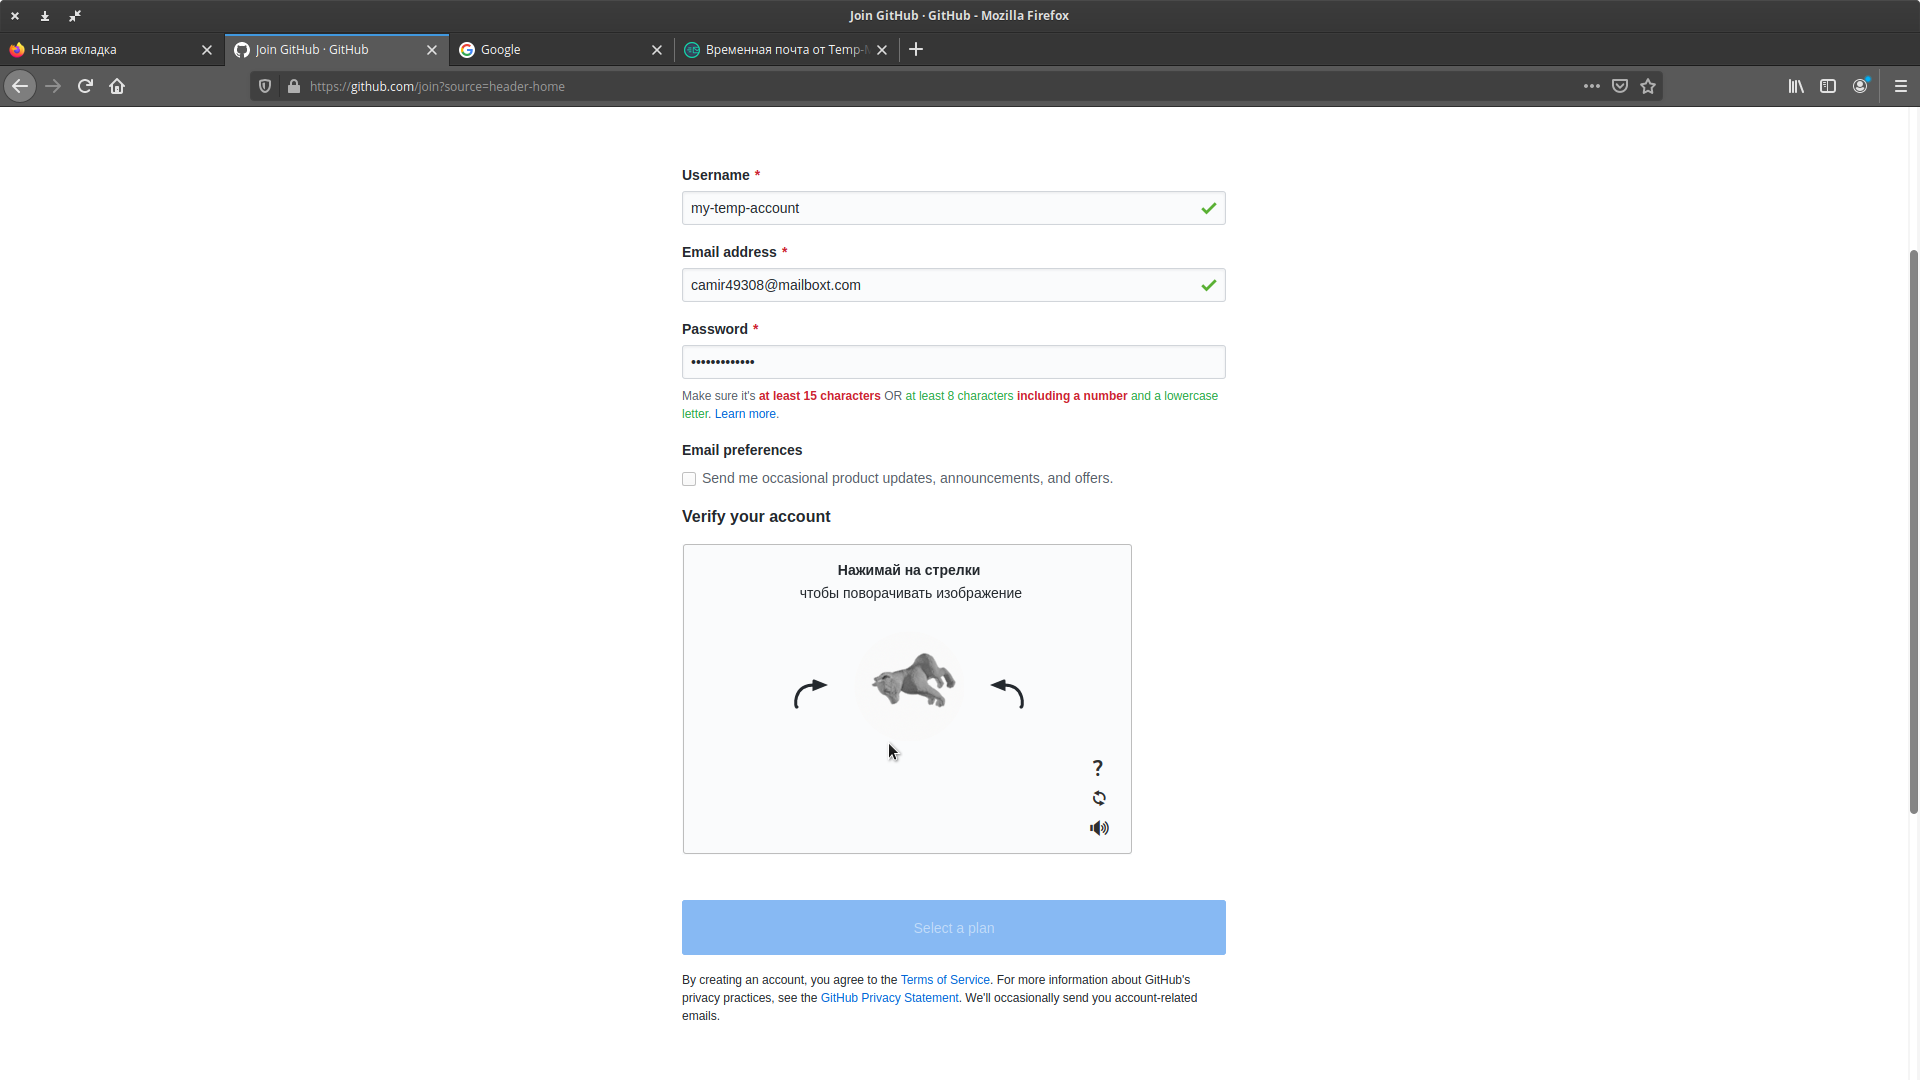 Join GitHub · GitHub - Mozilla Firefox
Новая вкладка
Join GitHub · GitHub
Google
Временная почта от Temp-
https://github.com/join?source=header-home
Username *
my-temp-account
Email address *
camir49308@mailboxt.com
Password *
•••••••••••••
Make sure it's at least 15 characters OR at least 8 characters including a number and a lowercase
letter. Learn more.
Email preferences
Send me occasional product updates, announcements, and offers.
Verify your account
Нажимай на стрелки
чтобы поворачивать изображение
?
Select a plan
By creating an account, you agree to the Terms of Service. For more information about GitHub's
privacy practices, see the GitHub Privacy Statement. We'll occasionally send you account-related
emails.